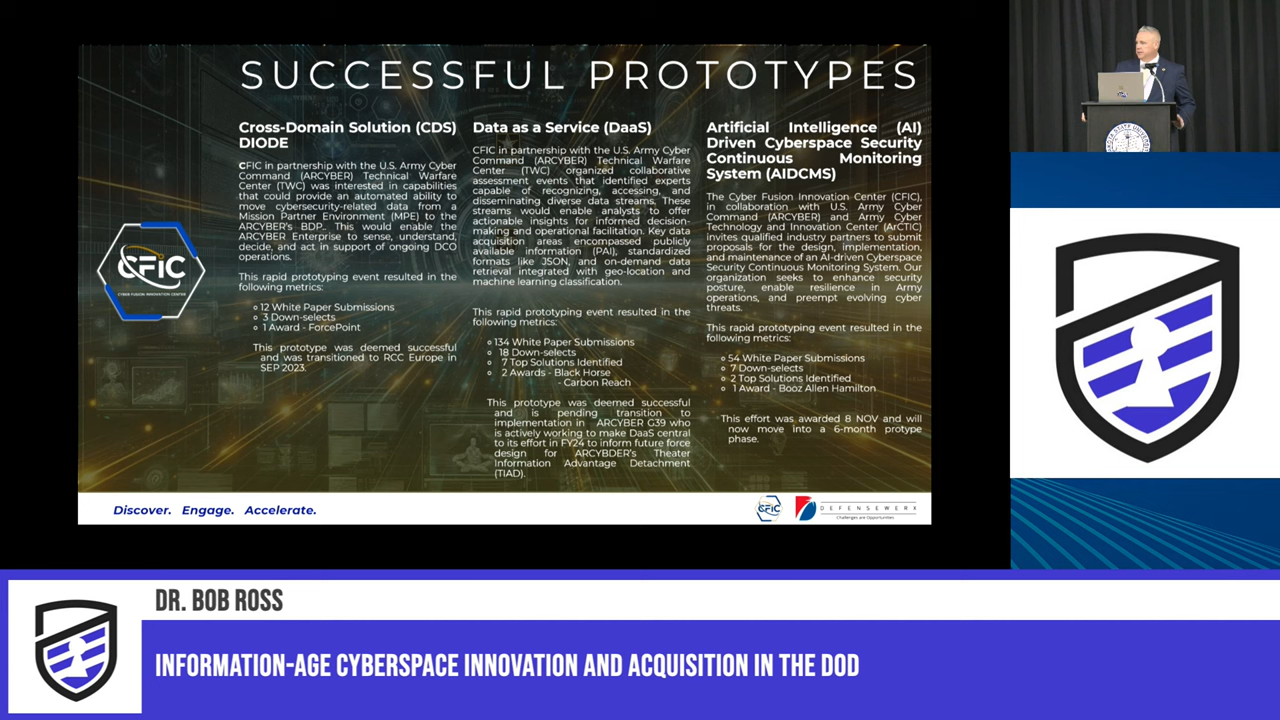 SUCCESSFUL PROTOTYPES
Cross-Domain Solution (CDS)
DIODE
CFIC in partnership with the U.S. Army Cyber
Command (ARCYBER) Technical Warfare
Center (TWC) was interested in capabilities
that could provide an automated ability to
move cybersecurity-related data from a
Mission Partner Environment (MPE) to the
ARCYBER's BDP.. This would enable the
ARCYBER Enterprise to sense, understand,
decide, and act in support of ongoing DCO
operations.
This rapid prototyping event resulted in the
following metrics:
12 White Paper Submissions
3 Down-selects
1 Award - ForcePoint
This prototype was deemed successful
and was transitioned to RCC Europe in
SEP 2023.
Data as a Service (DaaS)
CFIC in partnership with the U.S. Army Cyber
Command (ARCYBER) Technical Warfare
Center (TWC) organized collaborative
assessment events that identified experts
capable of recognizing, accessing, and
disseminating diverse data streams. These
streams would enable analysts to offer
actionable insights for informed decision-
making and operational facilitation. Key data
acquisition areas encompassed publicly
available information (PAI), standardized
formats like JSON, and on-demand data
retrieval integrated with geo-location and
machine learning classification.
This rapid prototyping event resulted in the
following metrics:
134 White Paper Submissions
18 Down-selects
7 Top Solutions Identified
2 Awards - Black Horse
- Carbon Reach
This prototype was deemed successful
and is pending transition to
implementation in ARCYBER G39 who
is actively working to make DaaS central
to its effort in FY24 to inform future force
design for ARCYBDER's Theater
Information Advantage Detachment
(TIAD).
Artificial Intelligence (AI)
Driven Cyberspace Security
Continuous Monitoring
System (AIDCMS)
The Cyber Fusion Innovation Center (CFIC),
in collaboration with U.S. Army Cyber
Command (ARCYBER) and Army Cyber
Technology and Innovation Center (ArCTIC)
invites qualified industry partners to submit
proposals for the design, implementation,
and maintenance of an AI-driven Cyberspace
Security Continuous Monitoring System. Our
organization seeks to enhance security
posture, enable resilience in Army
operations, and preempt evolving cyber
threats.
This rapid prototyping event resulted in the
following metrics:
54 White Paper Submissions
7 Down-selects
2 Top Solutions Identified
1 Award - Booz Allen Hamilton
This effort was awarded 8 NOV and will
now move into a 6-month protype
phase.
CFIC
CYBER FUSION INNOVATION CENTER
Discover. Engage. Accelerate.
CFIC
DEFENSEWERX
Challenges are Opportunities
DR. BOB ROSS
INFORMATION-AGE CYBERSPACE INNOVATION AND ACQUISITION IN THE DOD